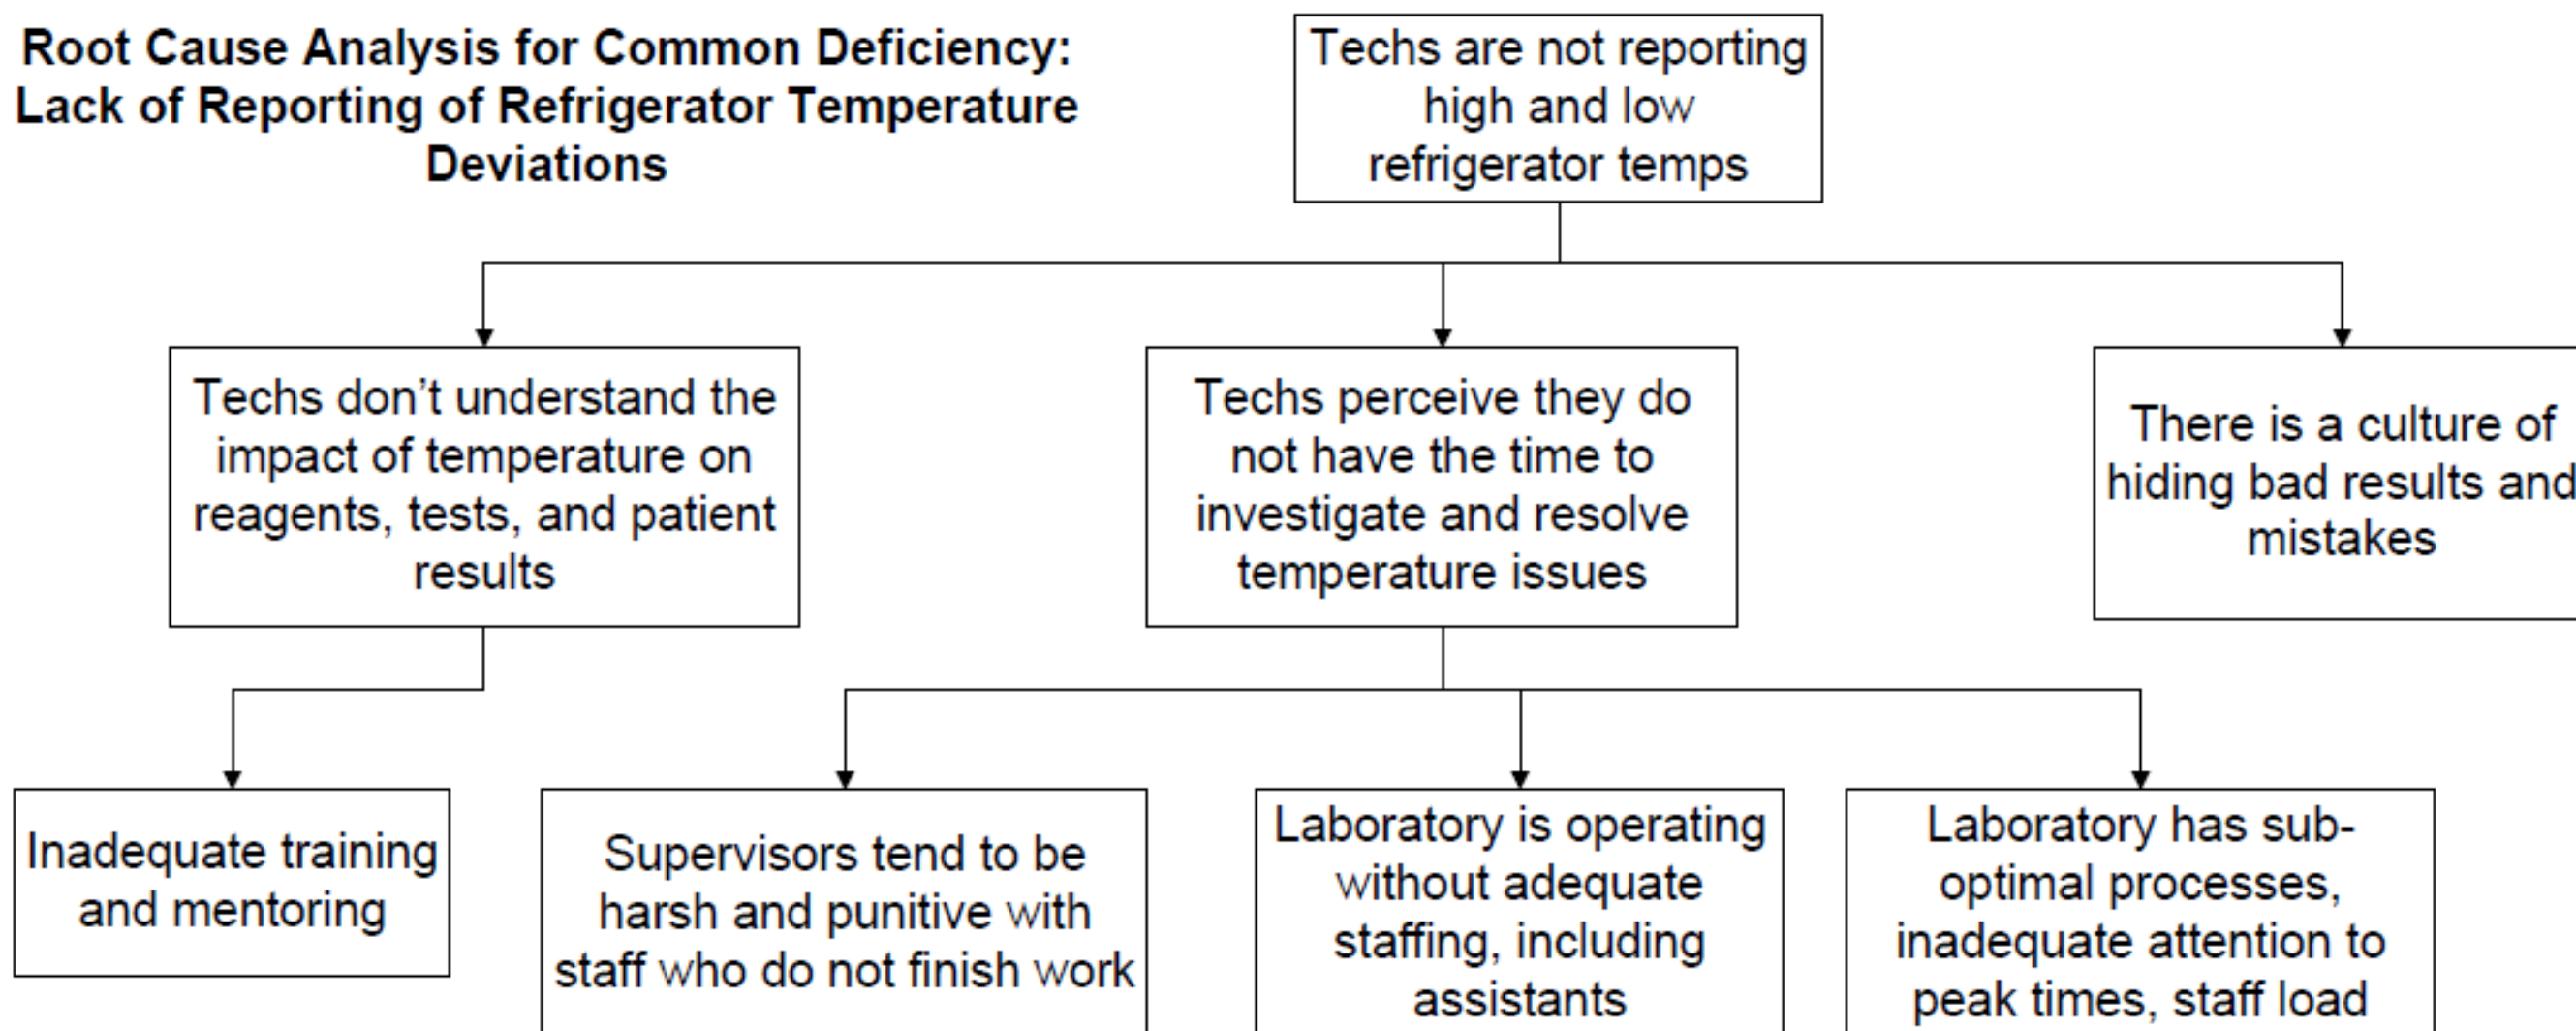 Root Cause Analysis for Common Deficiency:
Lack of Reporting of Refrigerator Temperature
Deviations
Techs are not reporting
high and low
refrigerator temps
Techs don’t understand the
impact of temperature on
reagents, tests, and patient
results
Techs perceive they do
not have the time to
investigate and resolve
temperature issues
There is a culture of
hiding bad results and
mistakes
Inadequate training
and mentoring
Supervisors tend to be
harsh and punitive with
staff who do not finish work
Laboratory is operating
without adequate
staffing, including
assistants
Laboratory has sub-
optimal processes,
inadequate attention to
peak times, staff load